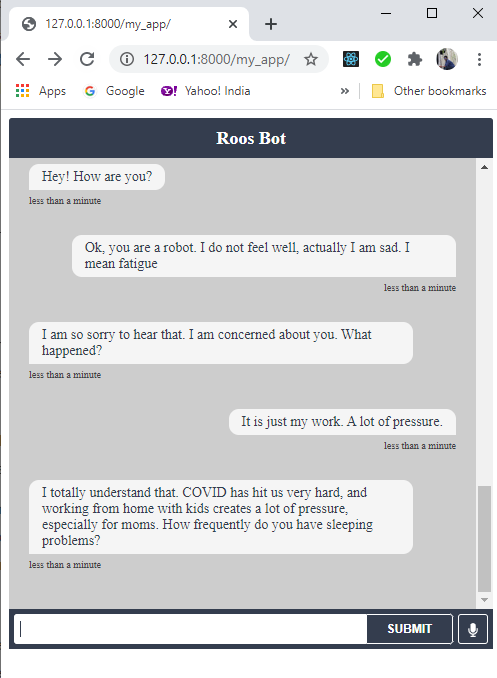 127.0.0.1:8000/my_app/
127.0.0.1:8000/my_app/
Apps Google Yahoo! India » Other bookmarks
Roos Bot
Hey! How are you?
less than a minute
Ok, you are a robot. I do not feel well, actually I am sad. I
mean fatigue
less than a minute
I am so sorry to hear that. I am concerned about you. What
happened?
less than a minute
It is just my work. A lot of pressure.
less than a minute
I totally understand that. COVID has hit us very hard, and
working from home with kids creates a lot of pressure,
especially for moms. How frequently do you have sleeping
problems?
less than a minute
SUBMIT